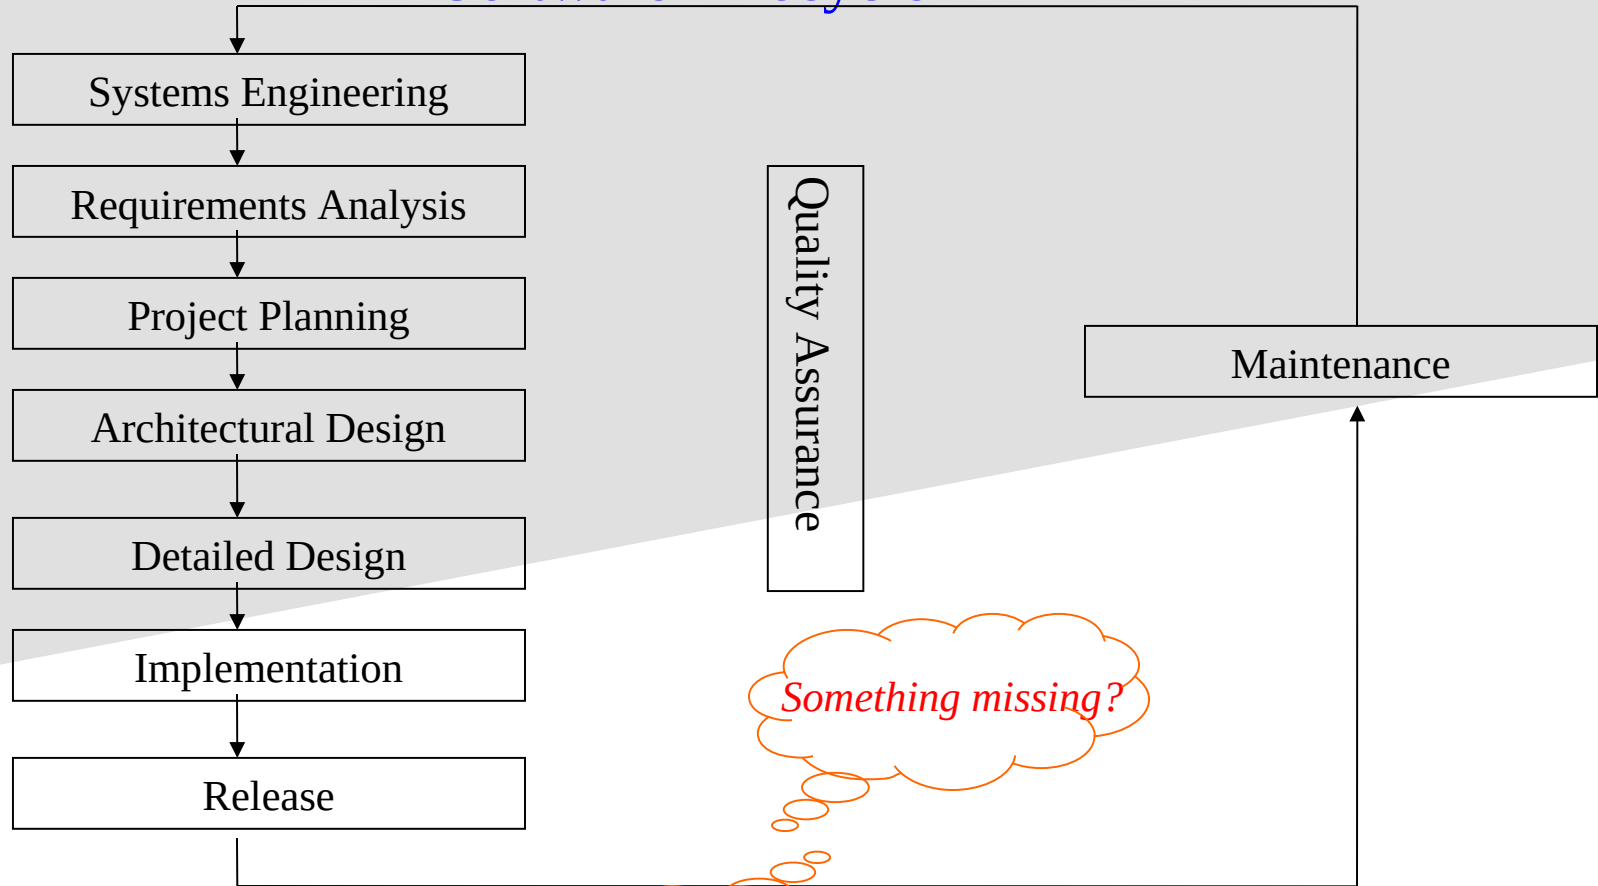 Systems Engineering
Requirements Analysis
Project Planning
Architectural Design
Detailed Design
Implementation
Release
Quality Assurance
Maintenance
Something missing?